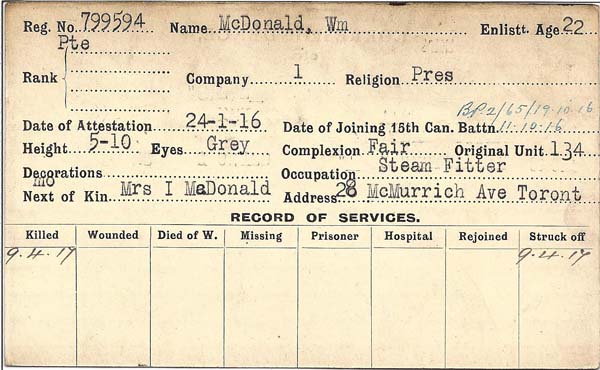 Reg. No. 799594 Name McDonald, Wm Enlistt. Age 22
Pte
Rank Company 1 Religion Pres
BP2/65/19-10-16
Date of Attestation 24-1-16 Date of Joining 15th Can. Battn. 11-10-16
Height 5-10 Eyes Grey Complexion Fair Original Unit 134
Decorations Occupation Steam Fitter
mo
Next of Kin Mrs I McDonald Address 28 McMurrich Ave Toront
RECORD OF SERVICES.
Killed Wounded Died of W. Missing Prisoner Hospital Rejoined Struck off
9.4.17 9.4.17